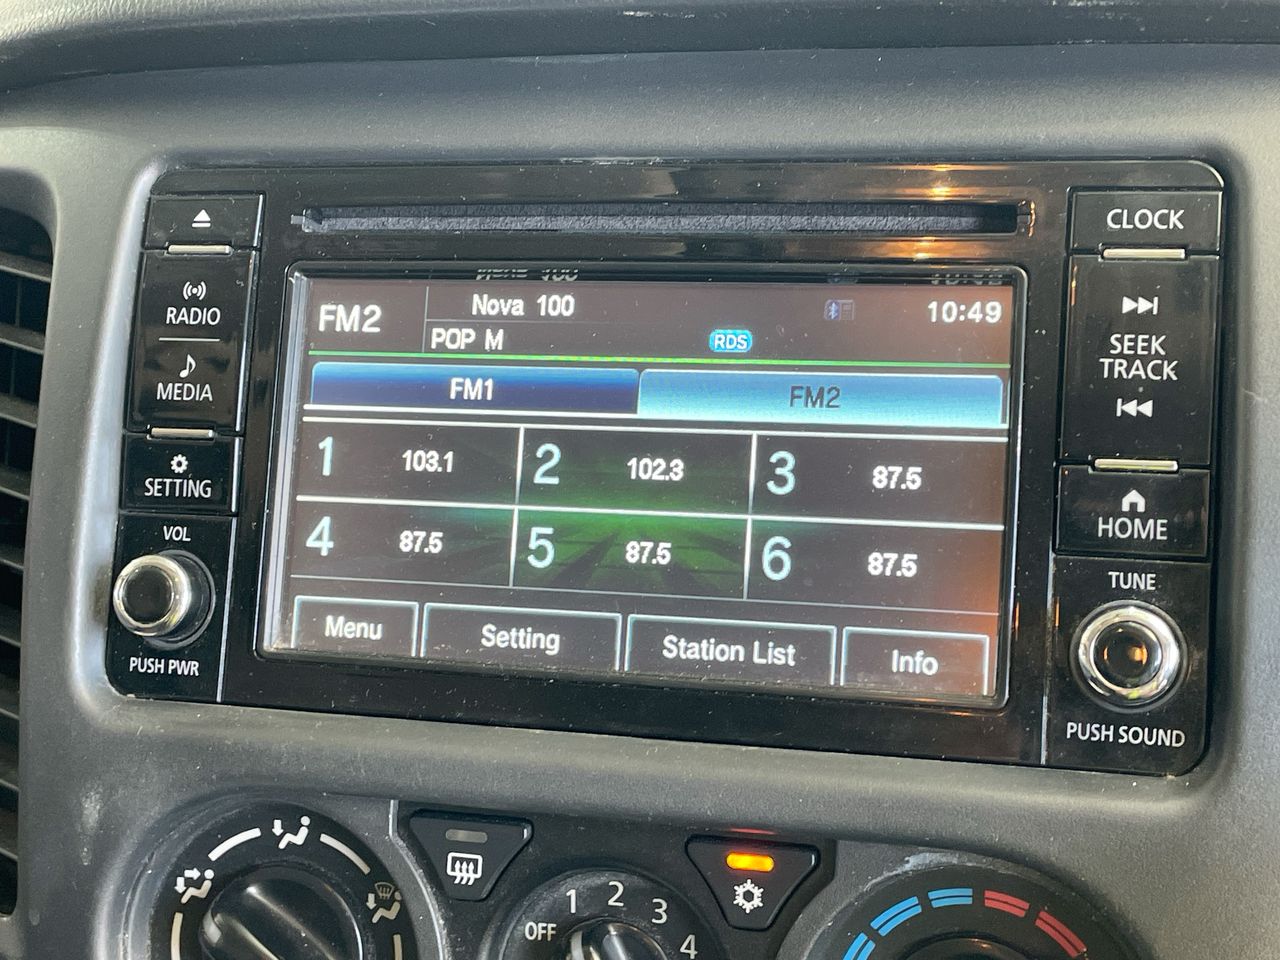 CLOCK
RADIO
MEDIA
SETTING
VOL
PUSH PWR
FM2
Nova 100
10:49
POP M
RDS
FM1
FM2
1 103.1
2 102.3
3 87.5
4 87.5
5 87.5
6 87.5
Menu
Setting
Station List
Info
SEEK
TRACK
HOME
TUNE
PUSH SOUND
OFF 1 2 3 4